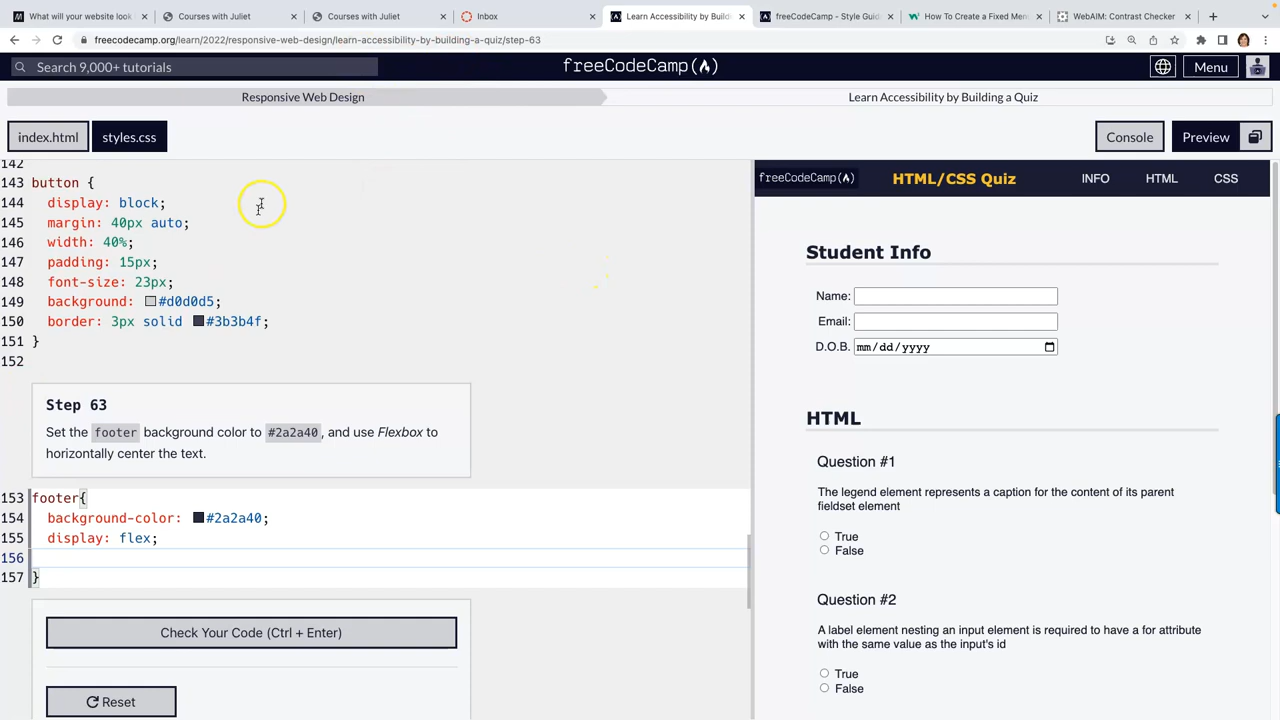 What will your website look
Courses with Juliet
Courses with Juliet
Inbox
Learn Accessibility by Build
freeCodeCamp - Style Guid
How To Create a Fixed Men
WebAIM: Contrast Checker
freecodecamp.org/learn/2022/responsive-web-design/learn-accessibility-by-building-a-quiz/step-63
Search 9,000+ tutorials
freeCodeCamp
Menu
Responsive Web Design
Learn Accessibility by Building a Quiz
index.html
styles.css
Console
Preview
142
143 button {
144 display: block;
145 margin: 40px auto;
146 width: 40%;
147 padding: 15px;
148 font-size: 23px;
149 background: #d0d0d5;
150 border: 3px solid #3b3b4f;
151 }
152
Step 63
Set the footer background color to #2a2a40, and use Flexbox to
horizontally center the text.
153 footer{
154 background-color: #2a2a40;
155 display: flex;
156
157 }
Check Your Code (Ctrl + Enter)
Reset
freeCodeCamp
HTML/CSS Quiz
INFO
HTML
CSS
Student Info
Name:
Email:
D.O.B. mm/dd/yyyy
HTML
Question #1
The legend element represents a caption for the content of its parent
fieldset element
True
False
Question #2
A label element nesting an input element is required to have a for attribute
with the same value as the input's id
True
False